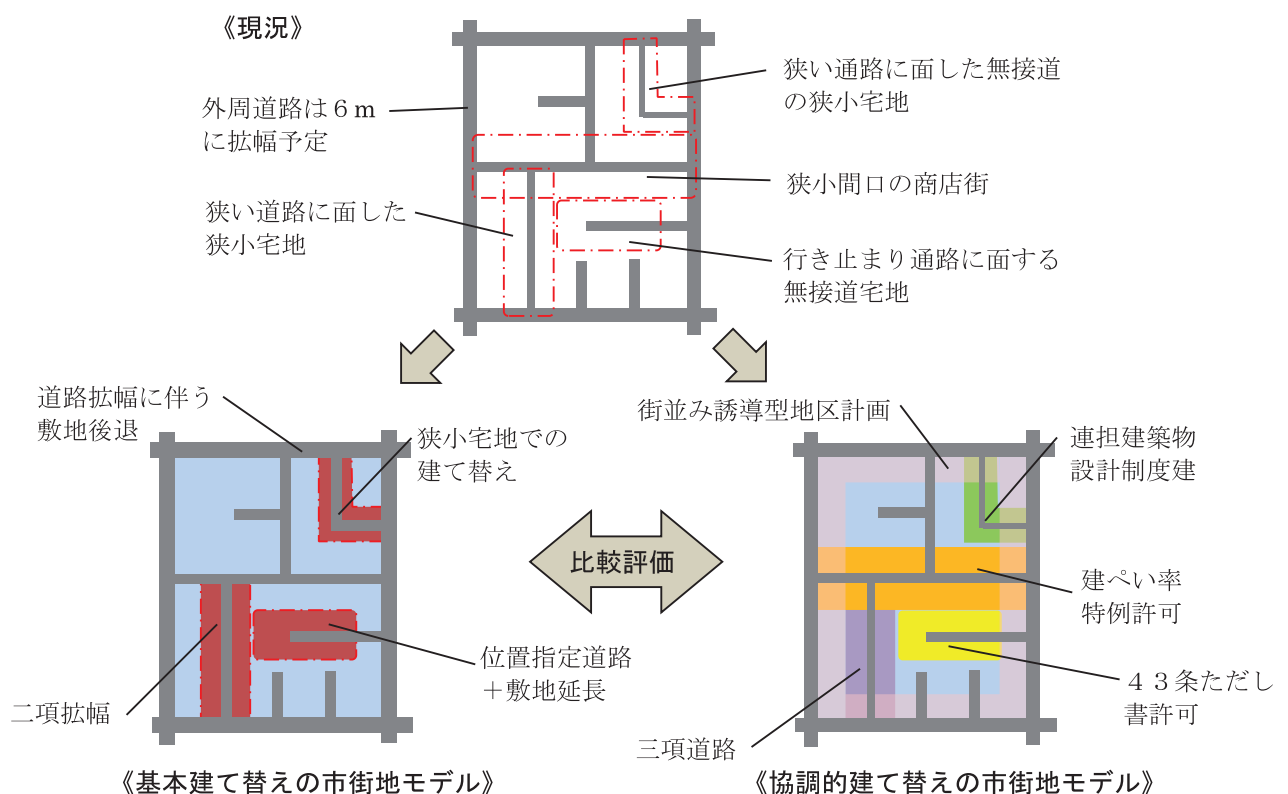 《現況》
狭い通路に面した無接道
の狭小宅地
外周道路は６ｍ
に拡幅予定
狭小間口の商店街
狭い道路に面した
狭小宅地
行き止まり通路に面する
無接道宅地
道路拡幅に伴う
敷地後退
狭小宅地での
建て替え
街並み誘導型地区計画
連担建築物
設計制度建
比較評価
建ぺい率
特例許可
位置指定道路
＋敷地延長
４３条ただし
書許可
二項拡幅
三項道路
《基本建て替えの市街地モデル》
《協調的建て替えの市街地モデル》